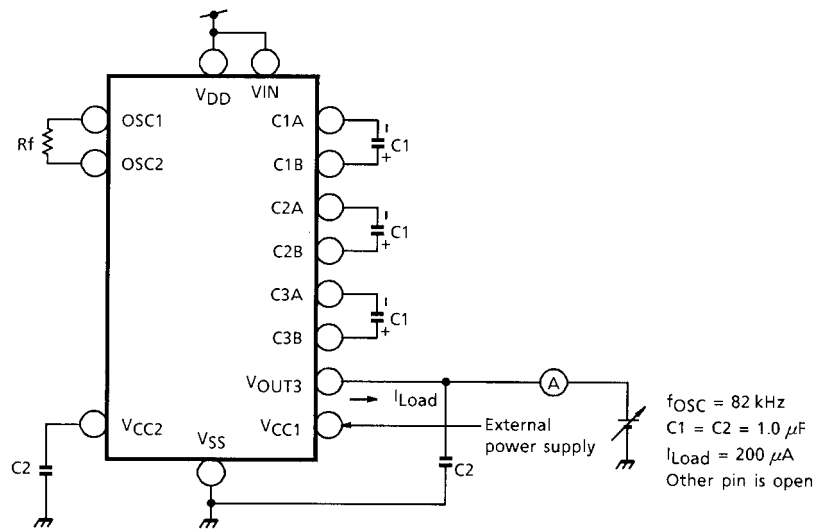 VDD VIN
OSC1
OSC2
Rf
C1A
C1B
C1
C2A
C2B
C1
C3A
C3B
C1
VOUT3
ILoad
A
VCC1
External
power supply
VCC2
VSS
C2
C2
fOSC = 82 kHz
C1 = C2 = 1.0 μF
ILoad = 200 μA
Other pin is open